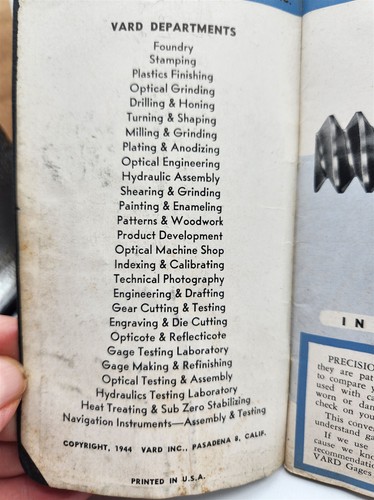 VARD DEPARTMENTS
Foundry
Stamping
Plastics Finishing
Optical Grinding
Drilling & Honing
Turning & Shaping
Milling & Grinding
Plating & Anodizing
Optical Engineering
Hydraulic Assembly
Shearing & Grinding
Painting & Enameling
Patterns & Woodwork
Product Development
Optical Machine Shop
Indexing & Calibrating
Technical Photography
Engineering & Drafting
Gear Cutting & Testing
Engraving & Die Cutting
Opticote & Reflecticote
Gage Testing Laboratory
Gage Making & Refinishing
Optical Testing & Assembly
Hydraulics Testing Laboratory
Heat Treating & Sub Zero Stabilizing
Navigation Instruments—Assembly & Testing
COPYRIGHT, 1944 VARD INC., PASADENA 8, CALIF.
PRINTED IN U.S.A.
I N
PRECISIO
they are pat
to compare y
used with ca
worn or da
check on you
This conve
understand ga
If we use
cause we kno
recommendatio
VARD Gages